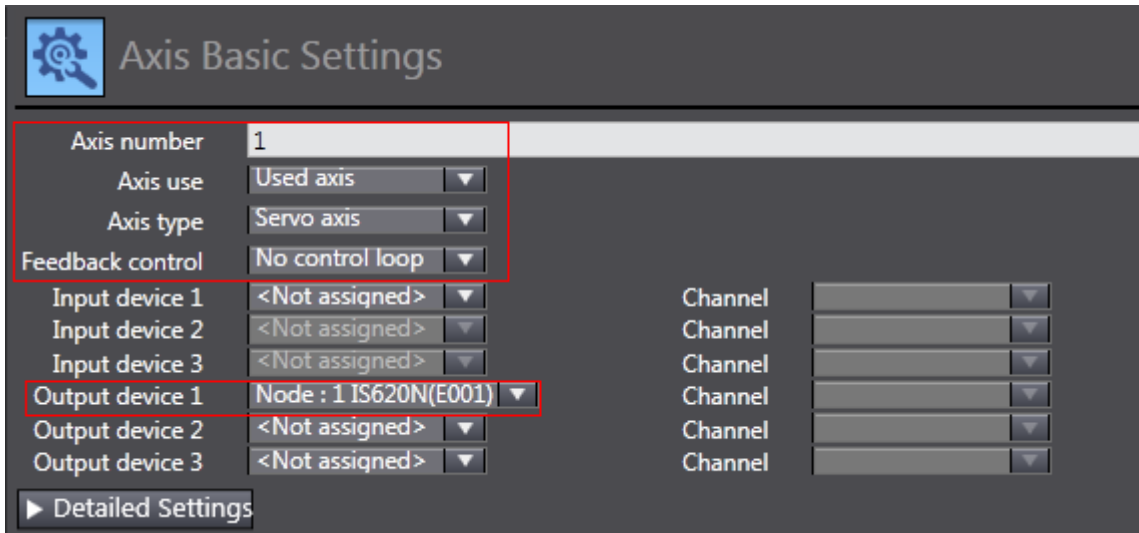 Axis Basic Settings
Axis number 1
Axis use Used axis
Axis type Servo axis
Feedback control No control loop
Input device 1 <Not assigned> Channel
Input device 2 <Not assigned> Channel
Input device 3 <Not assigned> Channel
Output device 1 Node : 1 IS620N(E001) Channel
Output device 2 <Not assigned> Channel
Output device 3 <Not assigned> Channel
Detailed Settings